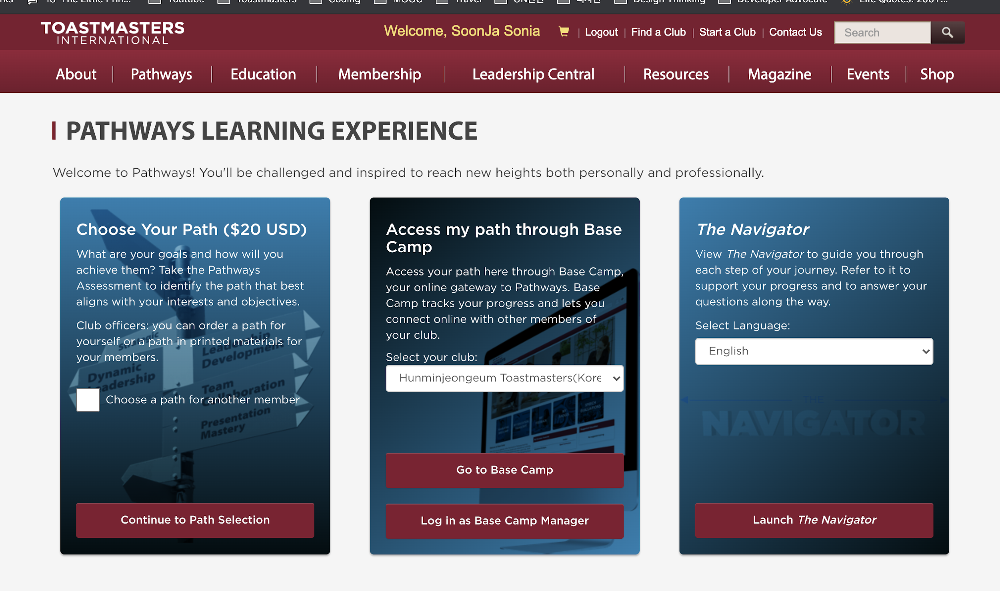 18 "The Little Prin...
Youtube
Toastmasters
Coding
MOOC
Travel
Design Thinking
Developer Advocate
Life Quotes: 200+...
TOASTMASTERS
INTERNATIONAL
Welcome, SoonJa Sonia
Logout
Find a Club
Start a Club
Contact Us
Search
About
Pathways
Education
Membership
Leadership Central
Resources
Magazine
Events
Shop
PATHWAYS LEARNING EXPERIENCE
Welcome to Pathways! You'll be challenged and inspired to reach new heights both personally and professionally.
Choose Your Path ($20 USD)
What are your goals and how will you
achieve them? Take the Pathways
Assessment to identify the path that best
aligns with your interests and objectives.
Club officers: you can order a path for
yourself or a path in printed materials for
your members.
Strategic
Leadership
Development
Dynamic
Leadership
Team
Collaboration
Choose a path for another member
Presentation
Mastery
Continue to Path Selection
Access my path through Base
Camp
Access your path here through Base Camp,
your online gateway to Pathways. Base
Camp tracks your progress and lets you
connect online with other members of
your club.
Select your club:
Hunminjeongeum Toastmasters(Kore
SPEECH
EVALUATIONS
Go to Base Camp
Log in as Base Camp Manager
The Navigator
View The Navigator to guide you through
each step of your journey. Refer to it to
support your progress and to answer your
questions along the way.
Select Language:
English
THE
NAVIGATOR
Launch The Navigator